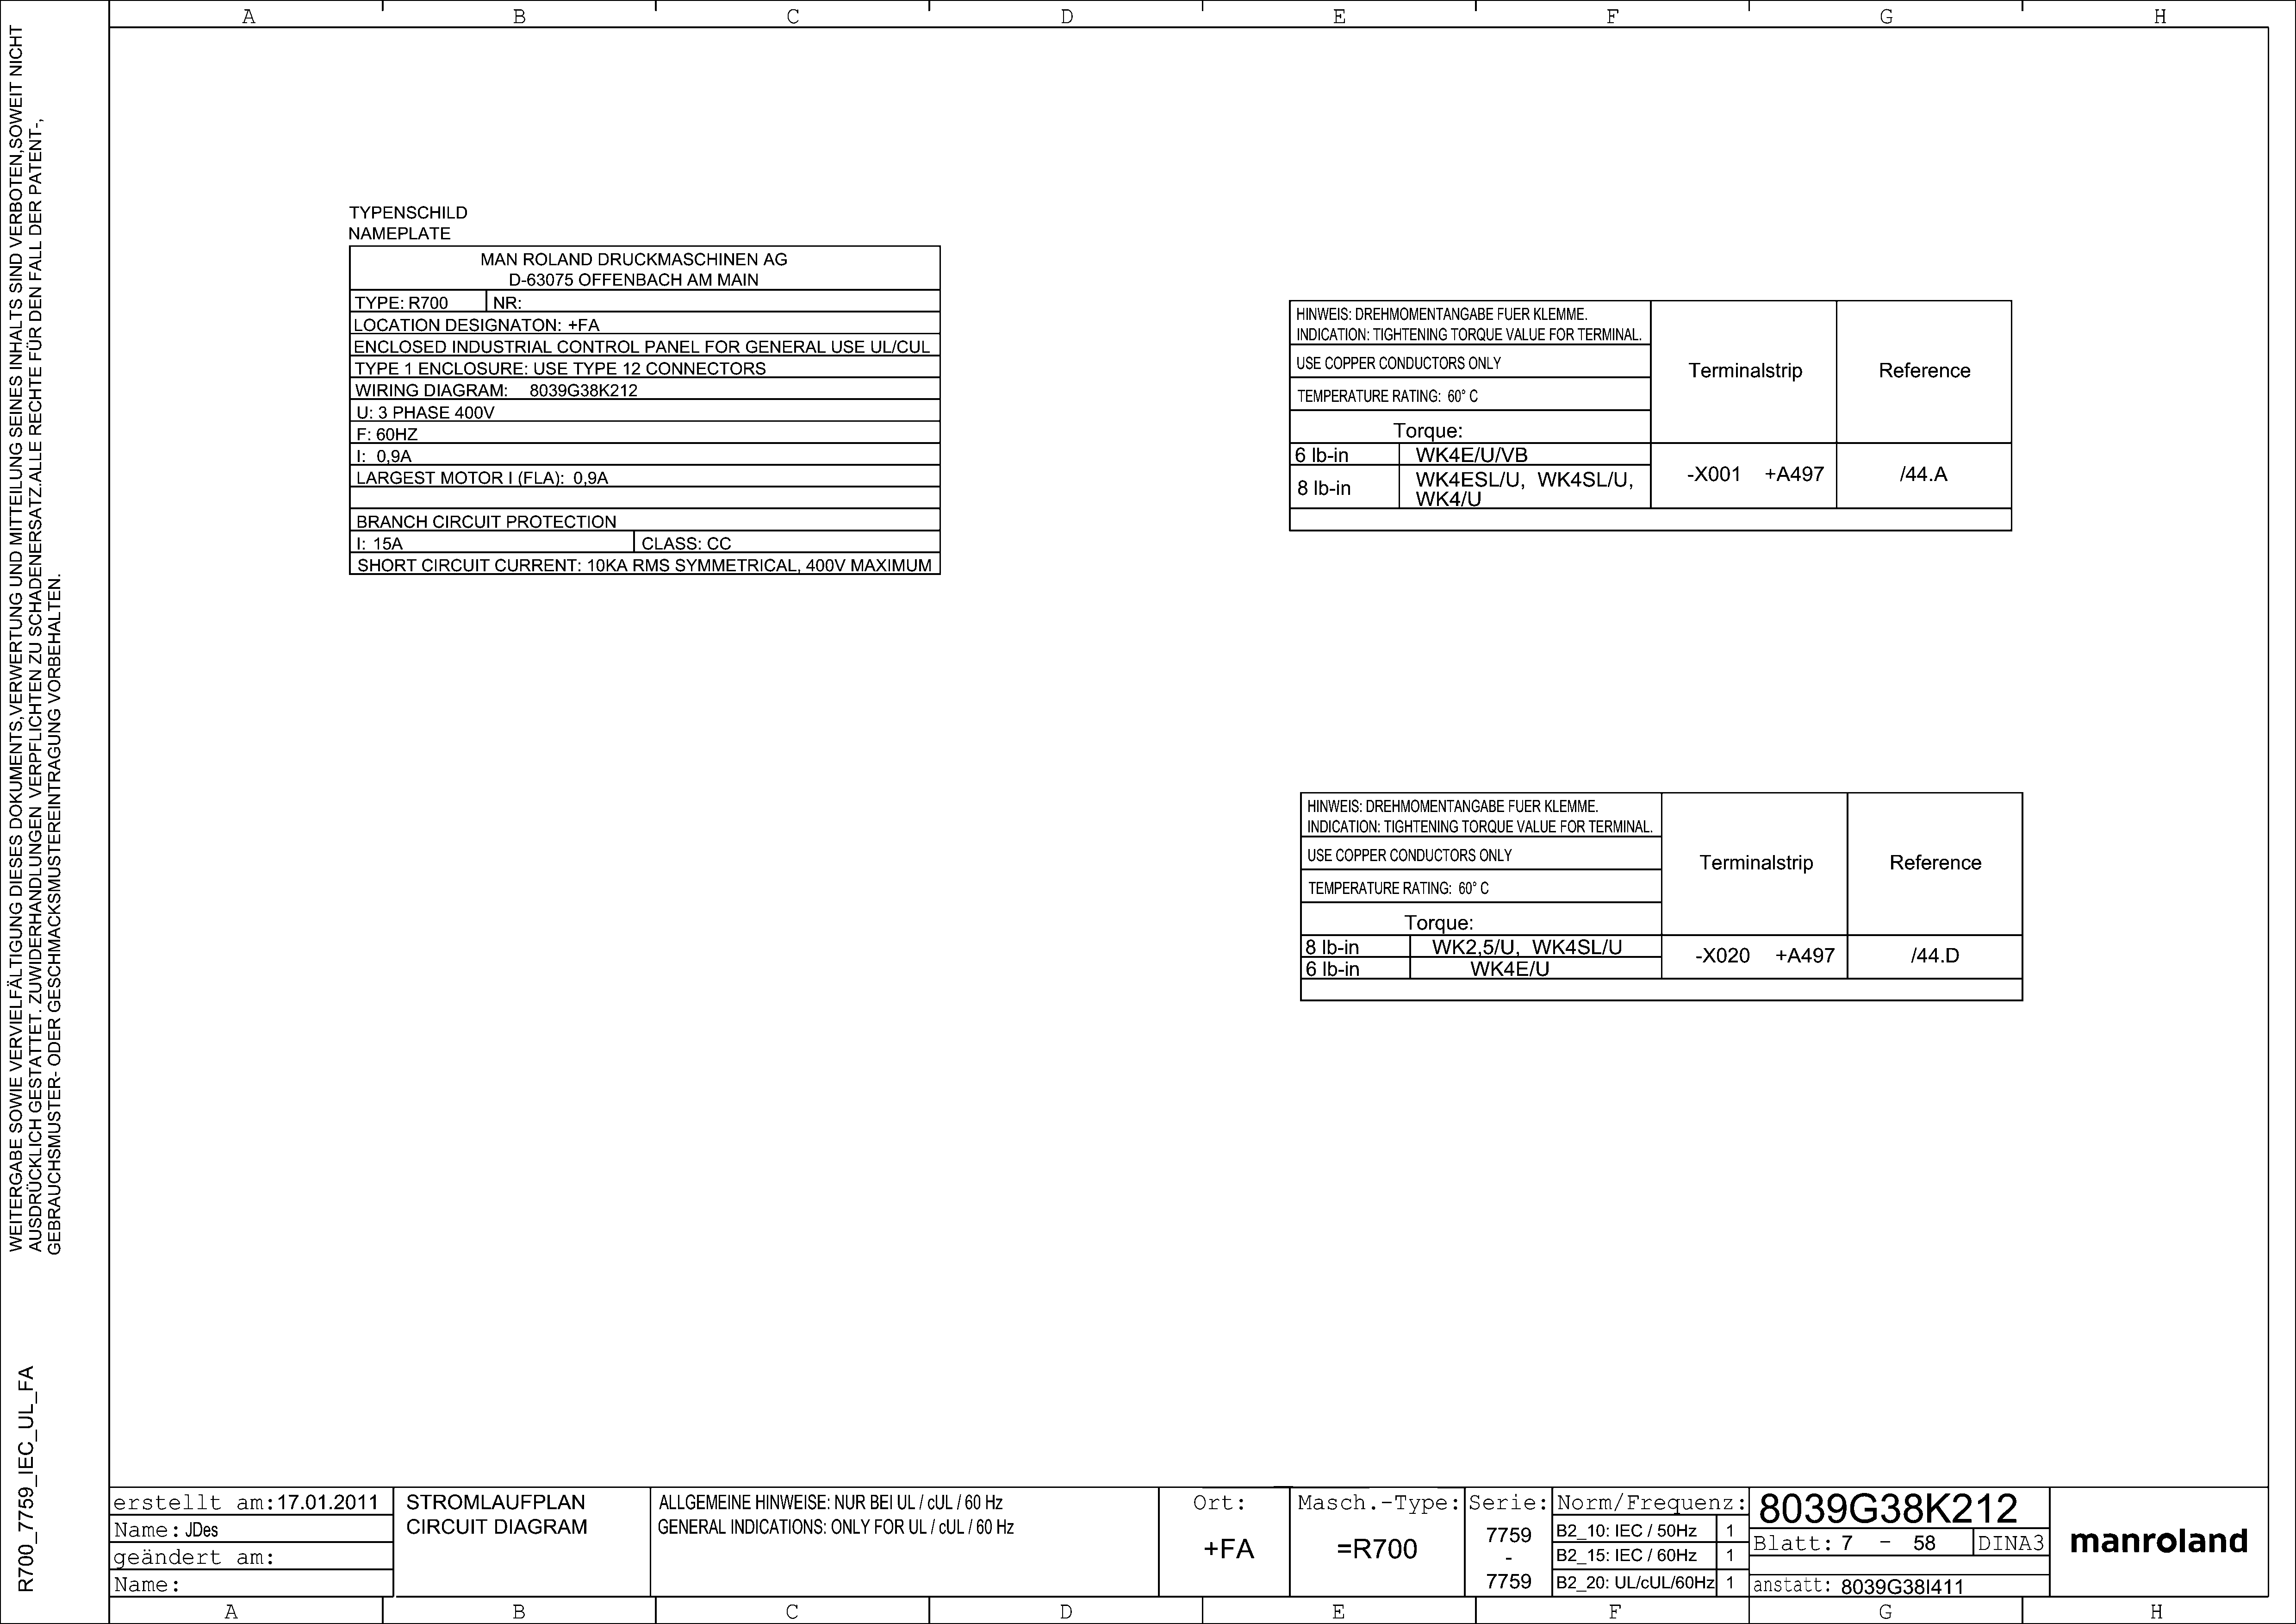 A B C D E F G H
WEITERGABE SOWIE VERVIELFÄLTIGUNG DIESES DOKUMENTS,VERWERTUNG UND MITTEILUNG SEINES INHALTS SIND VERBOTEN,SOWEIT NICHT
AUSDRÜCKLICH GESTATTET. ZUWIDERHANDLUNGEN VERPFLICHTEN ZU SCHADENERSATZ.ALLE RECHTE FÜR DEN FALL DER PATENT-,
GEBRAUCHSMUSTER- ODER GESCHMACKSMUSTEREINTRAGUNG VORBEHALTEN.
R700_7759_IEC_UL_FA
TYPENSCHILD
NAMEPLATE
MAN ROLAND DRUCKMASCHINEN AG
D-63075 OFFENBACH AM MAIN
TYPE: R700 NR:
LOCATION DESIGNATON: +FA
ENCLOSED INDUSTRIAL CONTROL PANEL FOR GENERAL USE UL/CUL
TYPE 1 ENCLOSURE: USE TYPE 12 CONNECTORS
WIRING DIAGRAM: 8039G38K212
U: 3 PHASE 400V
F: 60HZ
I: 0,9A
LARGEST MOTOR I (FLA): 0,9A
BRANCH CIRCUIT PROTECTION
I: 15A CLASS: CC
SHORT CIRCUIT CURRENT: 10KA RMS SYMMETRICAL, 400V MAXIMUM
HINWEIS: DREHMOMENTANGABE FUER KLEMME.
INDICATION: TIGHTENING TORQUE VALUE FOR TERMINAL.
USE COPPER CONDUCTORS ONLY
TEMPERATURE RATING: 60° C
Torque:
Terminalstrip
Reference
6 lb-in WK4E/U/VB
8 lb-in WK4ESL/U, WK4SL/U,
WK4/U
-X001 +A497
/44.A
HINWEIS: DREHMOMENTANGABE FUER KLEMME.
INDICATION: TIGHTENING TORQUE VALUE FOR TERMINAL.
USE COPPER CONDUCTORS ONLY
TEMPERATURE RATING: 60° C
Torque:
Terminalstrip
Reference
8 lb-in WK2,5/U, WK4SL/U
6 lb-in WK4E/U
-X020 +A497
/44.D
erstellt am:17.01.2011
Name: JDes
geändert am:
Name:
STROMLAUFPLAN
CIRCUIT DIAGRAM
ALLGEMEINE HINWEISE: NUR BEI UL / cUL / 60 Hz
GENERAL INDICATIONS: ONLY FOR UL / cUL / 60 Hz
Ort:
+FA
Masch.-Type:
=R700
Serie:
7759
-
7759
Norm/Frequenz:
B2_10: IEC / 50Hz 1
B2_15: IEC / 60Hz 1
B2_20: UL/cUL/60Hz 1
8039G38K212
Blatt: 7 - 58 DINA3
anstatt: 8039G38I411
manroland
A B C D E F G H